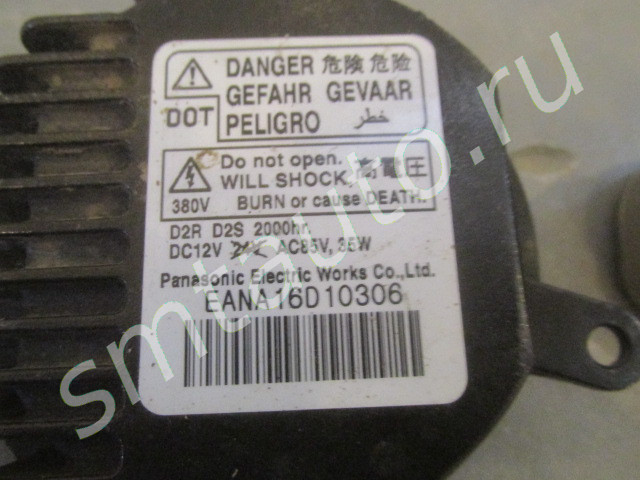 DANGER 危険 危险
GEFAHR GEVAAR
DOT PELIGRO خطر
Do not open.
WILL SHOCK, 高電圧
380V BURN or cause DEATH.
D2R D2S 2000hr.
DC12V AC85V, 35W
Panasonic Electric Works Co.,Ltd.
EANA16D10306
smtauto.ru